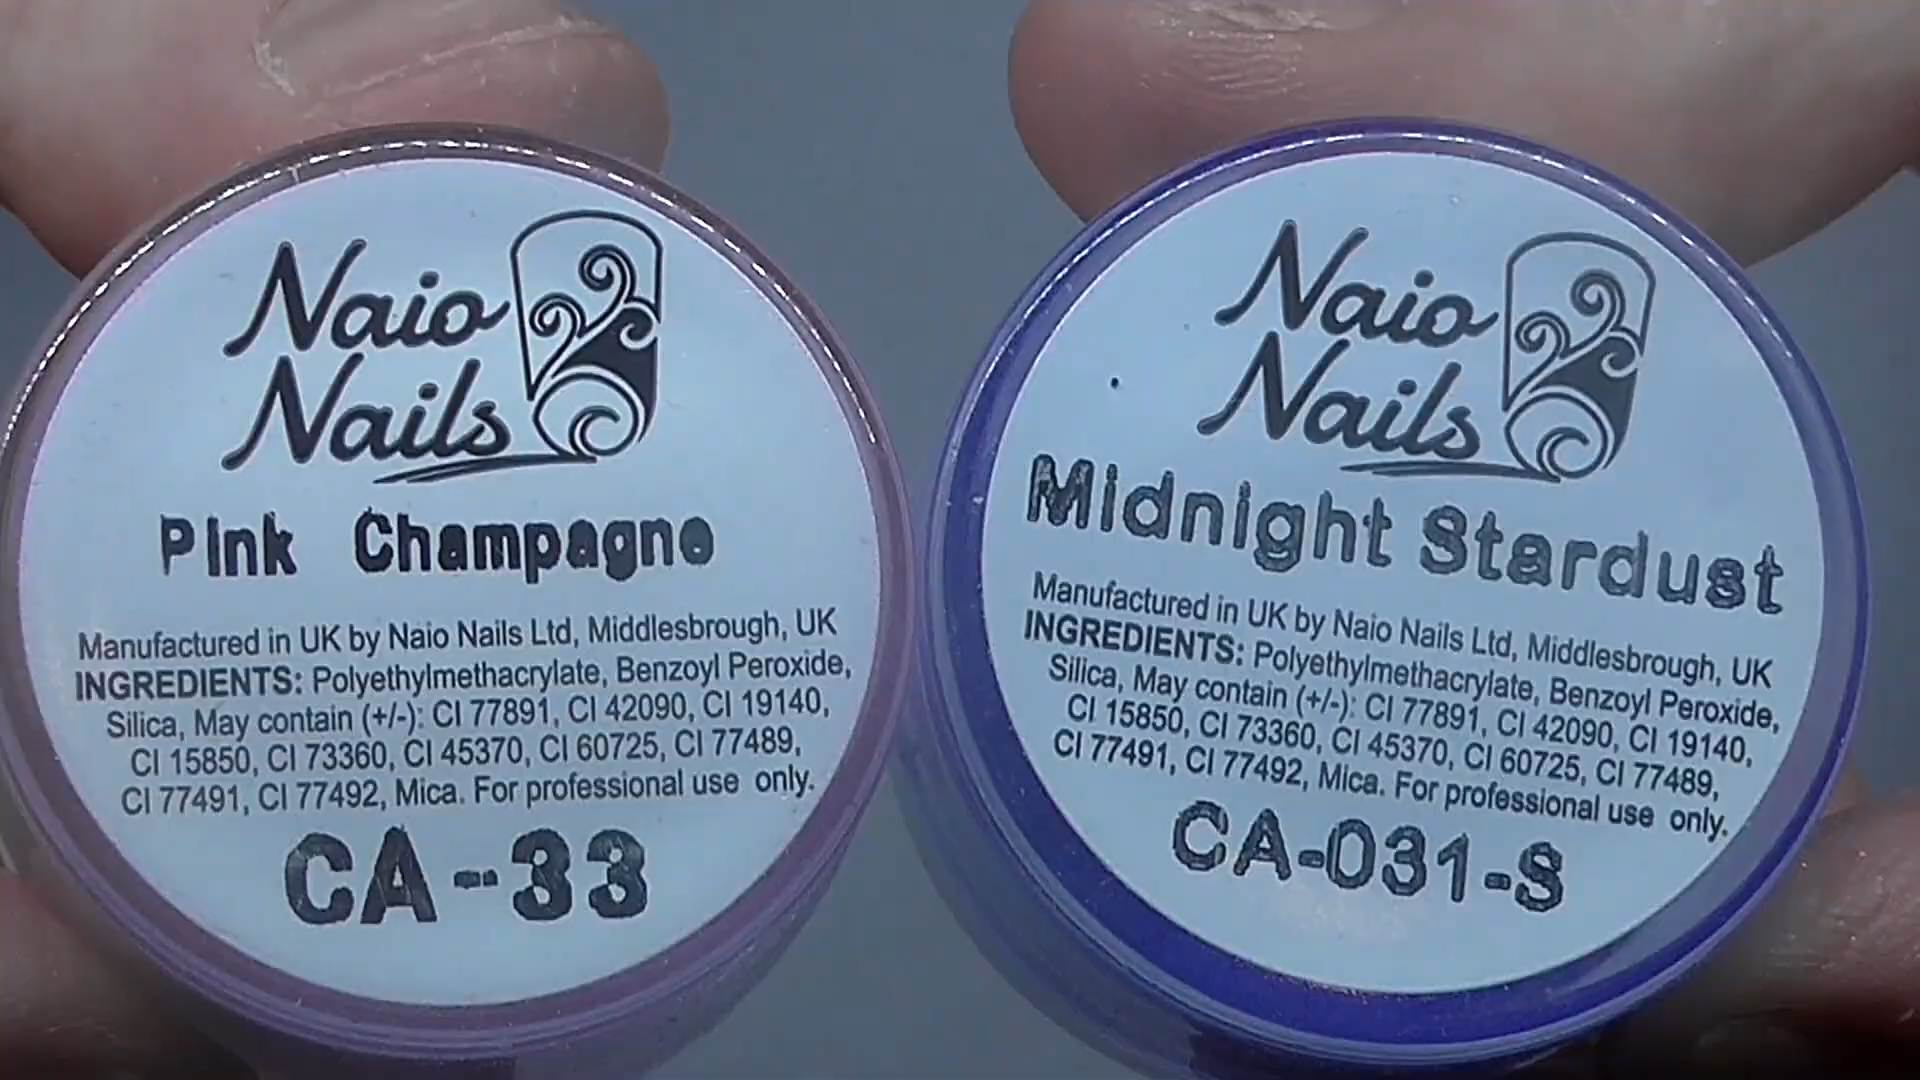 Naio
Nails
Pink Champagne
Manufactured in UK by Naio Nails Ltd, Middlesbrough, UK
INGREDIENTS: Polyethylmethacrylate, Benzoyl Peroxide,
Silica, May contain (+/-): CI 77891, CI 42090, CI 19140,
CI 15850, CI 73360, CI 45370, CI 60725, CI 77489,
CI 77491, CI 77492, Mica. For professional use only.
CA-33
Naio
Nails
Midnight Stardust
Manufactured in UK by Naio Nails Ltd, Middlesbrough, UK
INGREDIENTS: Polyethylmethacrylate, Benzoyl Peroxide,
Silica, May contain (+/-): CI 77891, CI 42090, CI 19140,
CI 15850, CI 73360, CI 45370, CI 60725, CI 77489,
CI 77491, CI 77492, Mica. For professional use only.
CA-031-S